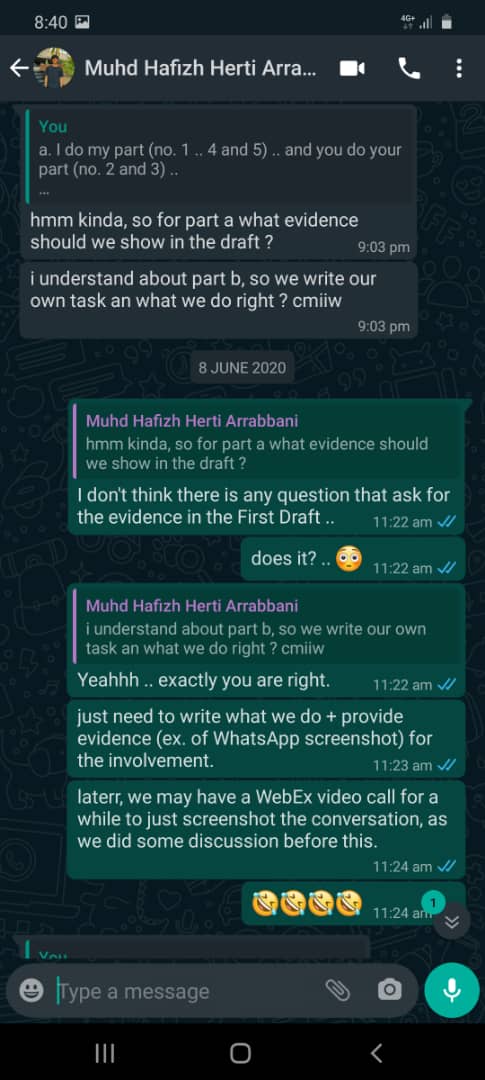 8:40
4G+
Muhd Hafizh Herti Arra...
You
a. I do my part (no. 1 .. 4 and 5) .. and you do your
part (no. 2 and 3) ..
...
hmm kinda, so for part a what evidence
should we show in the draft ?
9:03 pm
i understand about part b, so we write our
own task an what we do right ? cmiiw
9:03 pm
8 JUNE 2020
Muhd Hafizh Herti Arrabbani
hmm kinda, so for part a what evidence should
we show in the draft ?
I don't think there is any question that ask for
the evidence in the First Draft ..
11:22 am
does it? .. 😳
11:22 am
Muhd Hafizh Herti Arrabbani
i understand about part b, so we write our own
task an what we do right ? cmiiw
Yeahhh .. exactly you are right.
11:22 am
just need to write what we do + provide
evidence (ex. of WhatsApp screenshot) for
the involvement.
11:23 am
laterr, we may have a WebEx video call for a
while to just screenshot the conversation, as
we did some discussion before this.
11:24 am
🤣🤣🤣🤣
11:24 am
1
You
Type a message